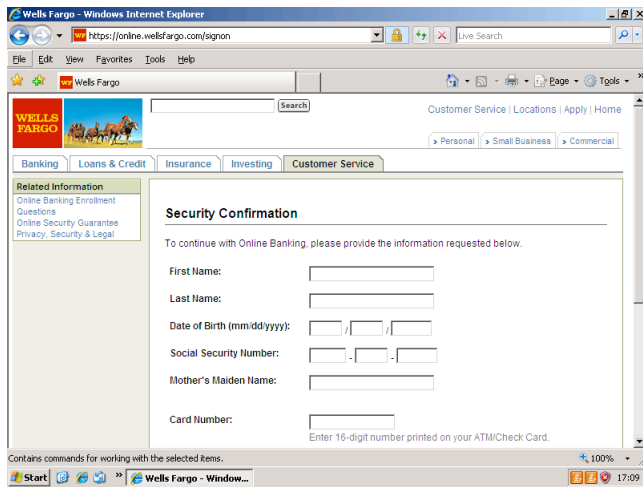 Wells Fargo - Windows Internet Explorer
https://online.wellsfargo.com/signon
Live Search
File Edit View Favorites Tools Help
Wells Fargo
Page Tools
WELLS
FARGO
Search
Customer Service | Locations | Apply | Home
Personal Small Business Commercial
Banking Loans & Credit Insurance Investing Customer Service
Related Information
Online Banking Enrollment
Questions
Online Security Guarantee
Privacy, Security & Legal
Security Confirmation
To continue with Online Banking, please provide the information requested below.
First Name:
Last Name:
Date of Birth (mm/dd/yyyy): / /
Social Security Number: - -
Mother's Maiden Name:
Card Number:
Enter 16-digit number printed on your ATM/Check Card.
Contains commands for working with the selected items.
100%
Start
Wells Fargo - Window...
17:09